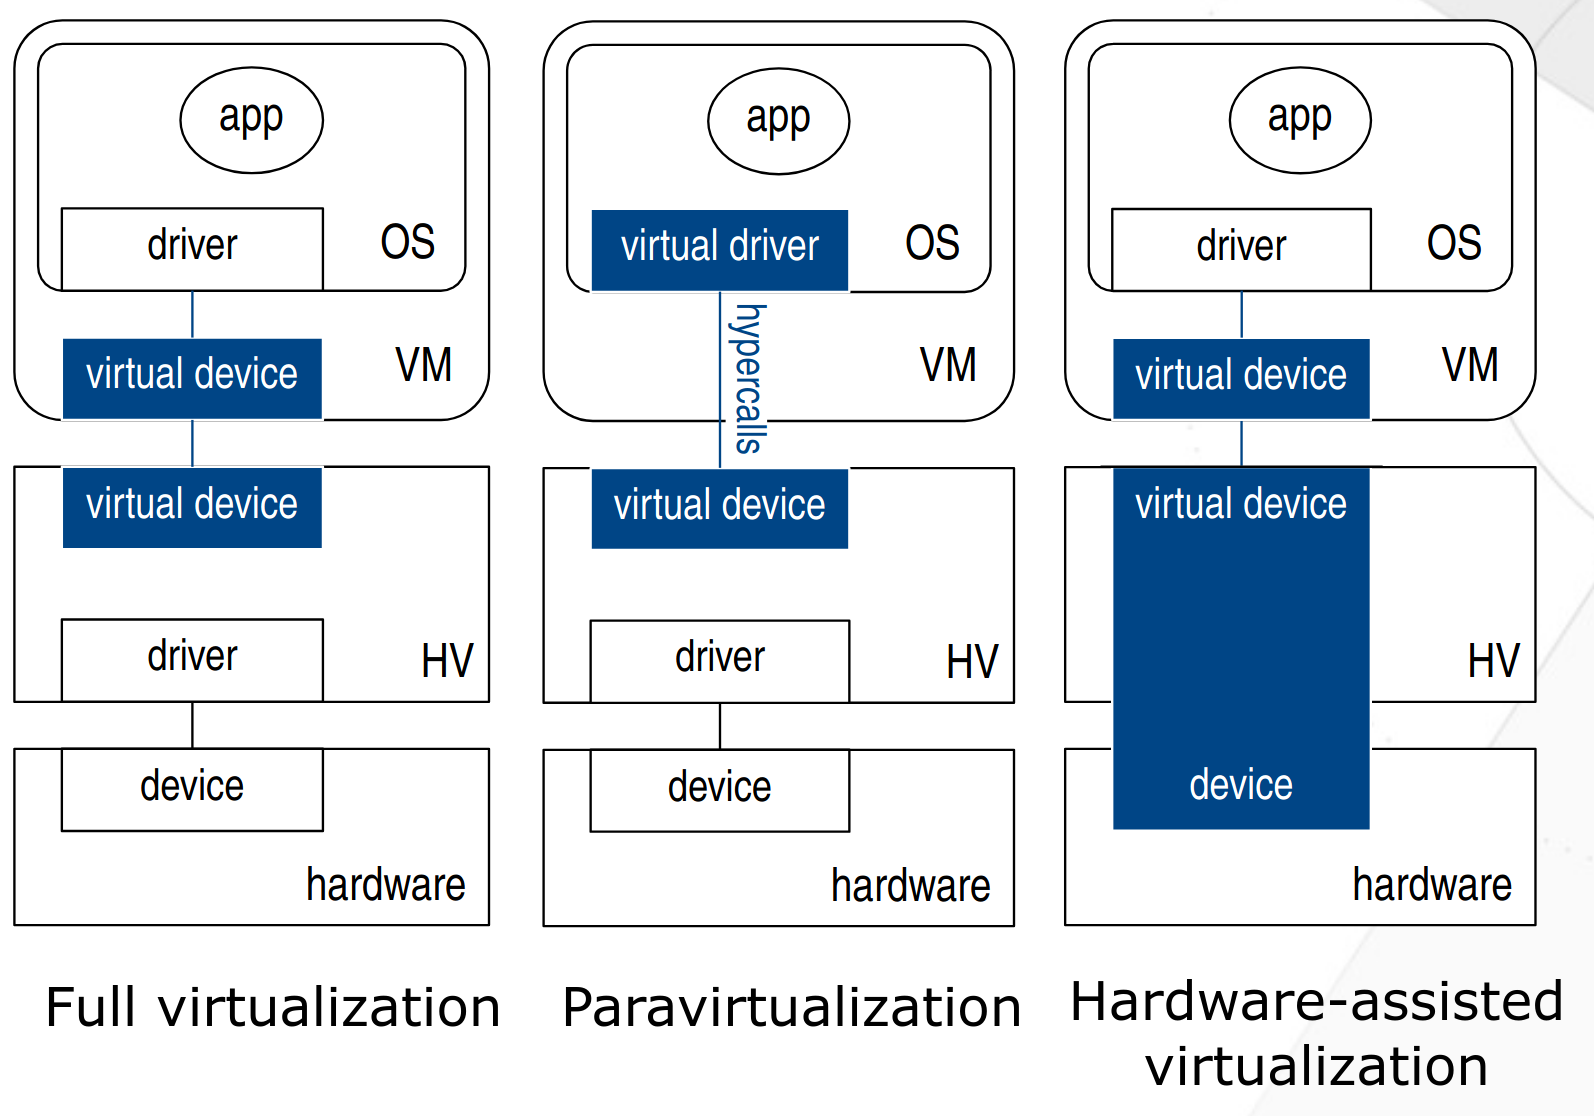 app
driver
OS
virtual device
VM
virtual device
driver
HV
device
hardware
Full virtualization
app
virtual driver
OS
hypercalls
VM
virtual device
driver
HV
device
hardware
Paravirtualization
app
driver
OS
virtual device
VM
virtual device
HV
device
hardware
Hardware-assisted
virtualization